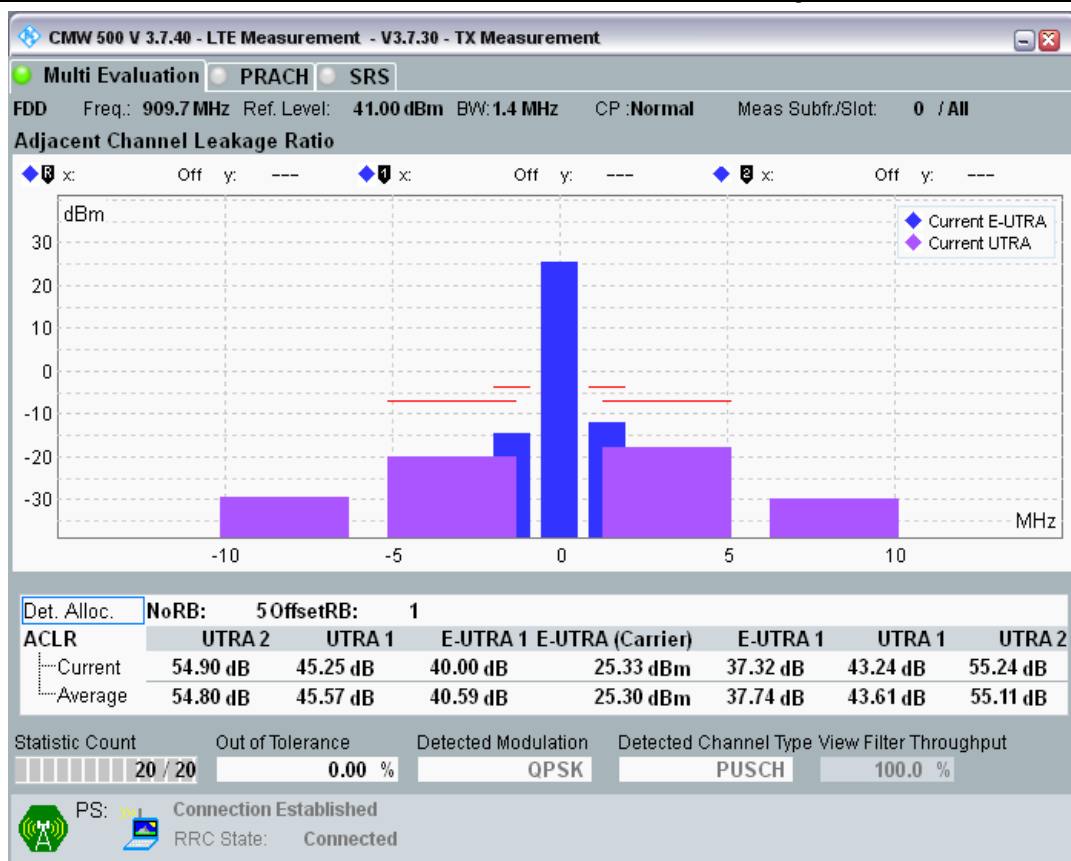 CMW 500 V 3.7.40 - LTE Measurement - V3.7.30 - TX Measurement
Multi Evaluation PRACH SRS
FDD Freq.: 909.7 MHz Ref. Level: 41.00 dBm BW: 1.4 MHz CP :Normal Meas Subfr./Slot: 0 / All
Adjacent Channel Leakage Ratio
R x: Off y: --- 1 x: Off y: --- 2 x: Off y: ---
dBm
Current E-UTRA
Current UTRA
30
20
10
0
-10
-20
-30
MHz
-10 -5 0 5 10
Det. Alloc. NoRB: 5 OffsetRB: 1
ACLR UTRA 2 UTRA 1 E-UTRA 1 E-UTRA (Carrier) E-UTRA 1 UTRA 1 UTRA 2
Current 54.90 dB 45.25 dB 40.00 dB 25.33 dBm 37.32 dB 43.24 dB 55.24 dB
Average 54.80 dB 45.57 dB 40.59 dB 25.30 dBm 37.74 dB 43.61 dB 55.11 dB
Statistic Count Out of Tolerance Detected Modulation Detected Channel Type View Filter Throughput
20 / 20 0.00 % QPSK PUSCH 100.0 %
PS: Connection Established
RRC State: Connected